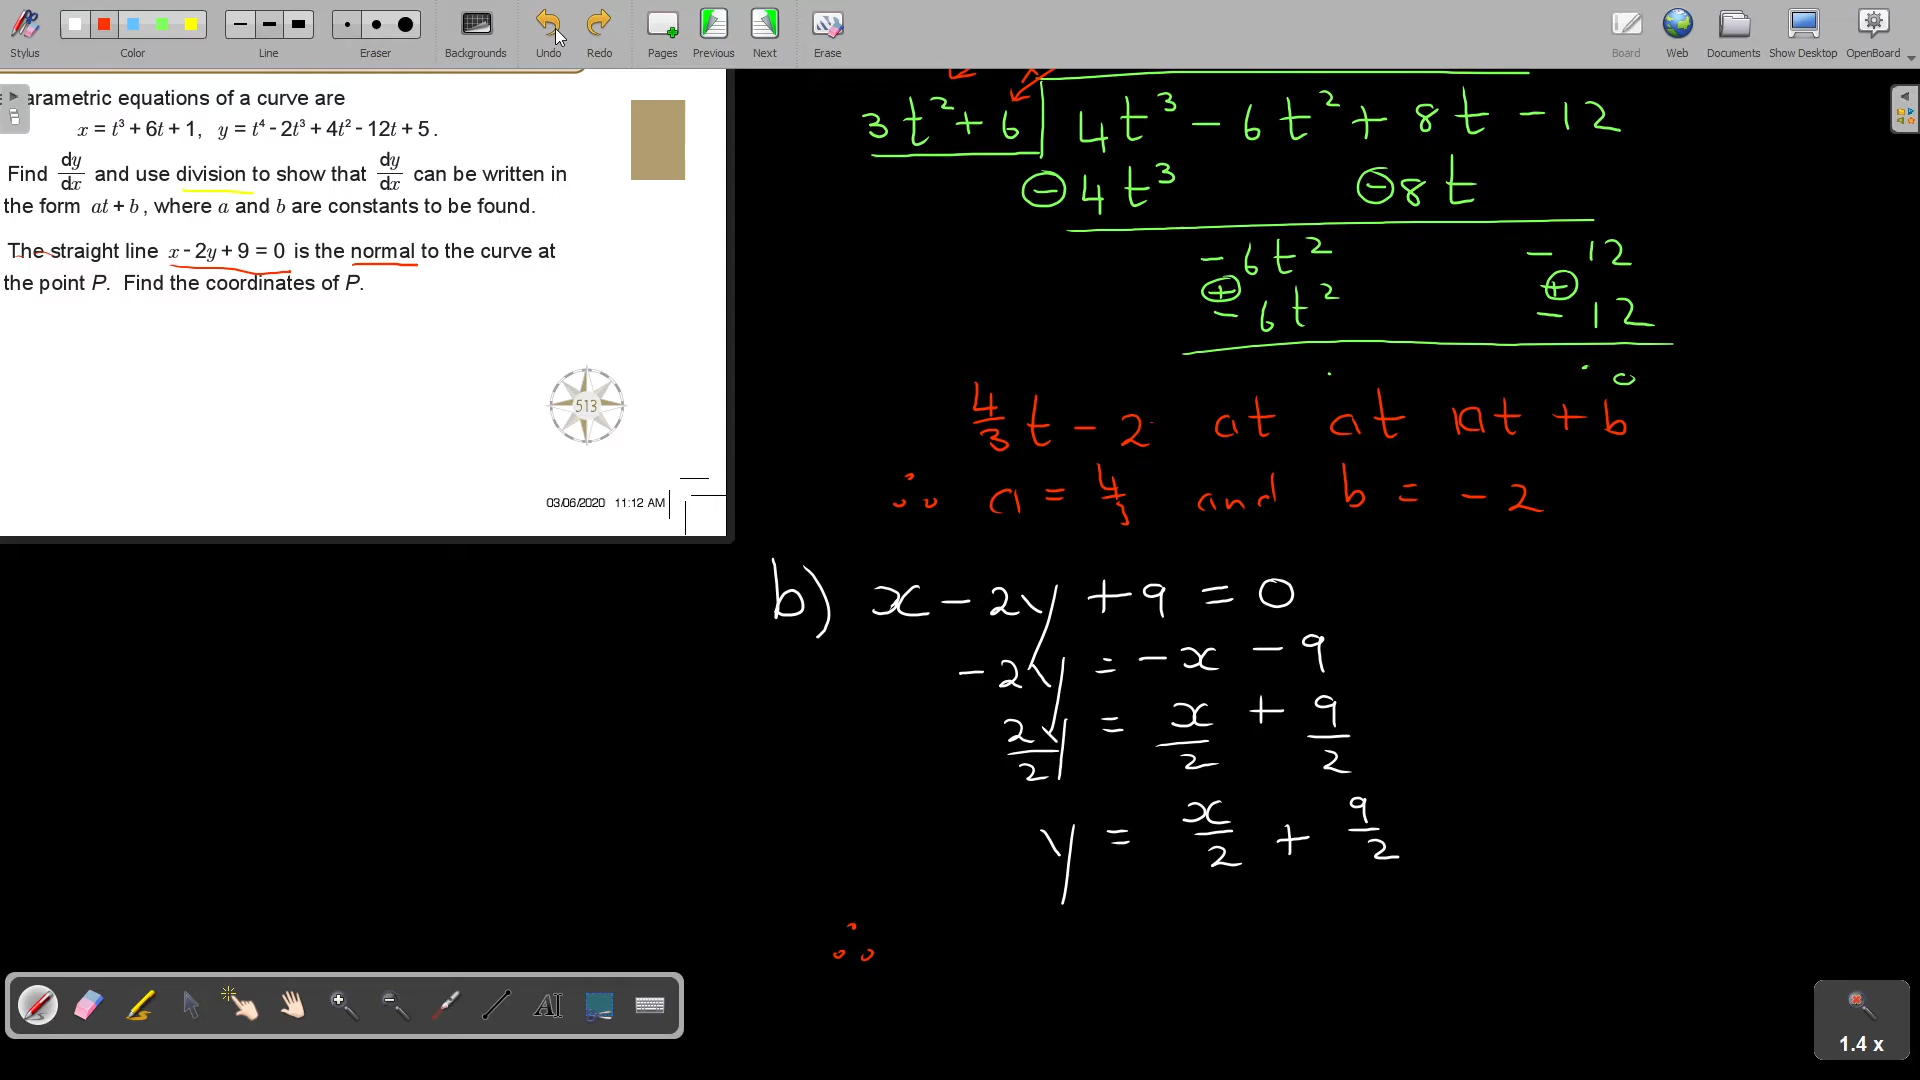 Stylus Color Line Eraser Backgrounds Undo Redo Pages Previous Next Erase Board Web Documents Show Desktop OpenBoard
arametric equations of a curve are
x = t³ + 6t + 1, y = t⁴ - 2t³ + 4t² - 12t + 5.
Find dy/dx and use division to show that dy/dx can be written in
the form at + b, where a and b are constants to be found.
The straight line x - 2y + 9 = 0 is the normal to the curve at
the point P. Find the coordinates of P.
513
03/06/2020 11:12 AM
3t² + 6 4t³ - 6t² + 8t - 12
- 4t³ - 8t
- 6t² - 12
+ +
- 6t² - 12
0
4/3 t - 2 at at at + b
∴ a = 4/3 and b = -2
b) x - 2y + 9 = 0
-2y = -x - 9
2y/2 = x/2 + 9/2
y = x/2 + 9/2
∴
1.4 x